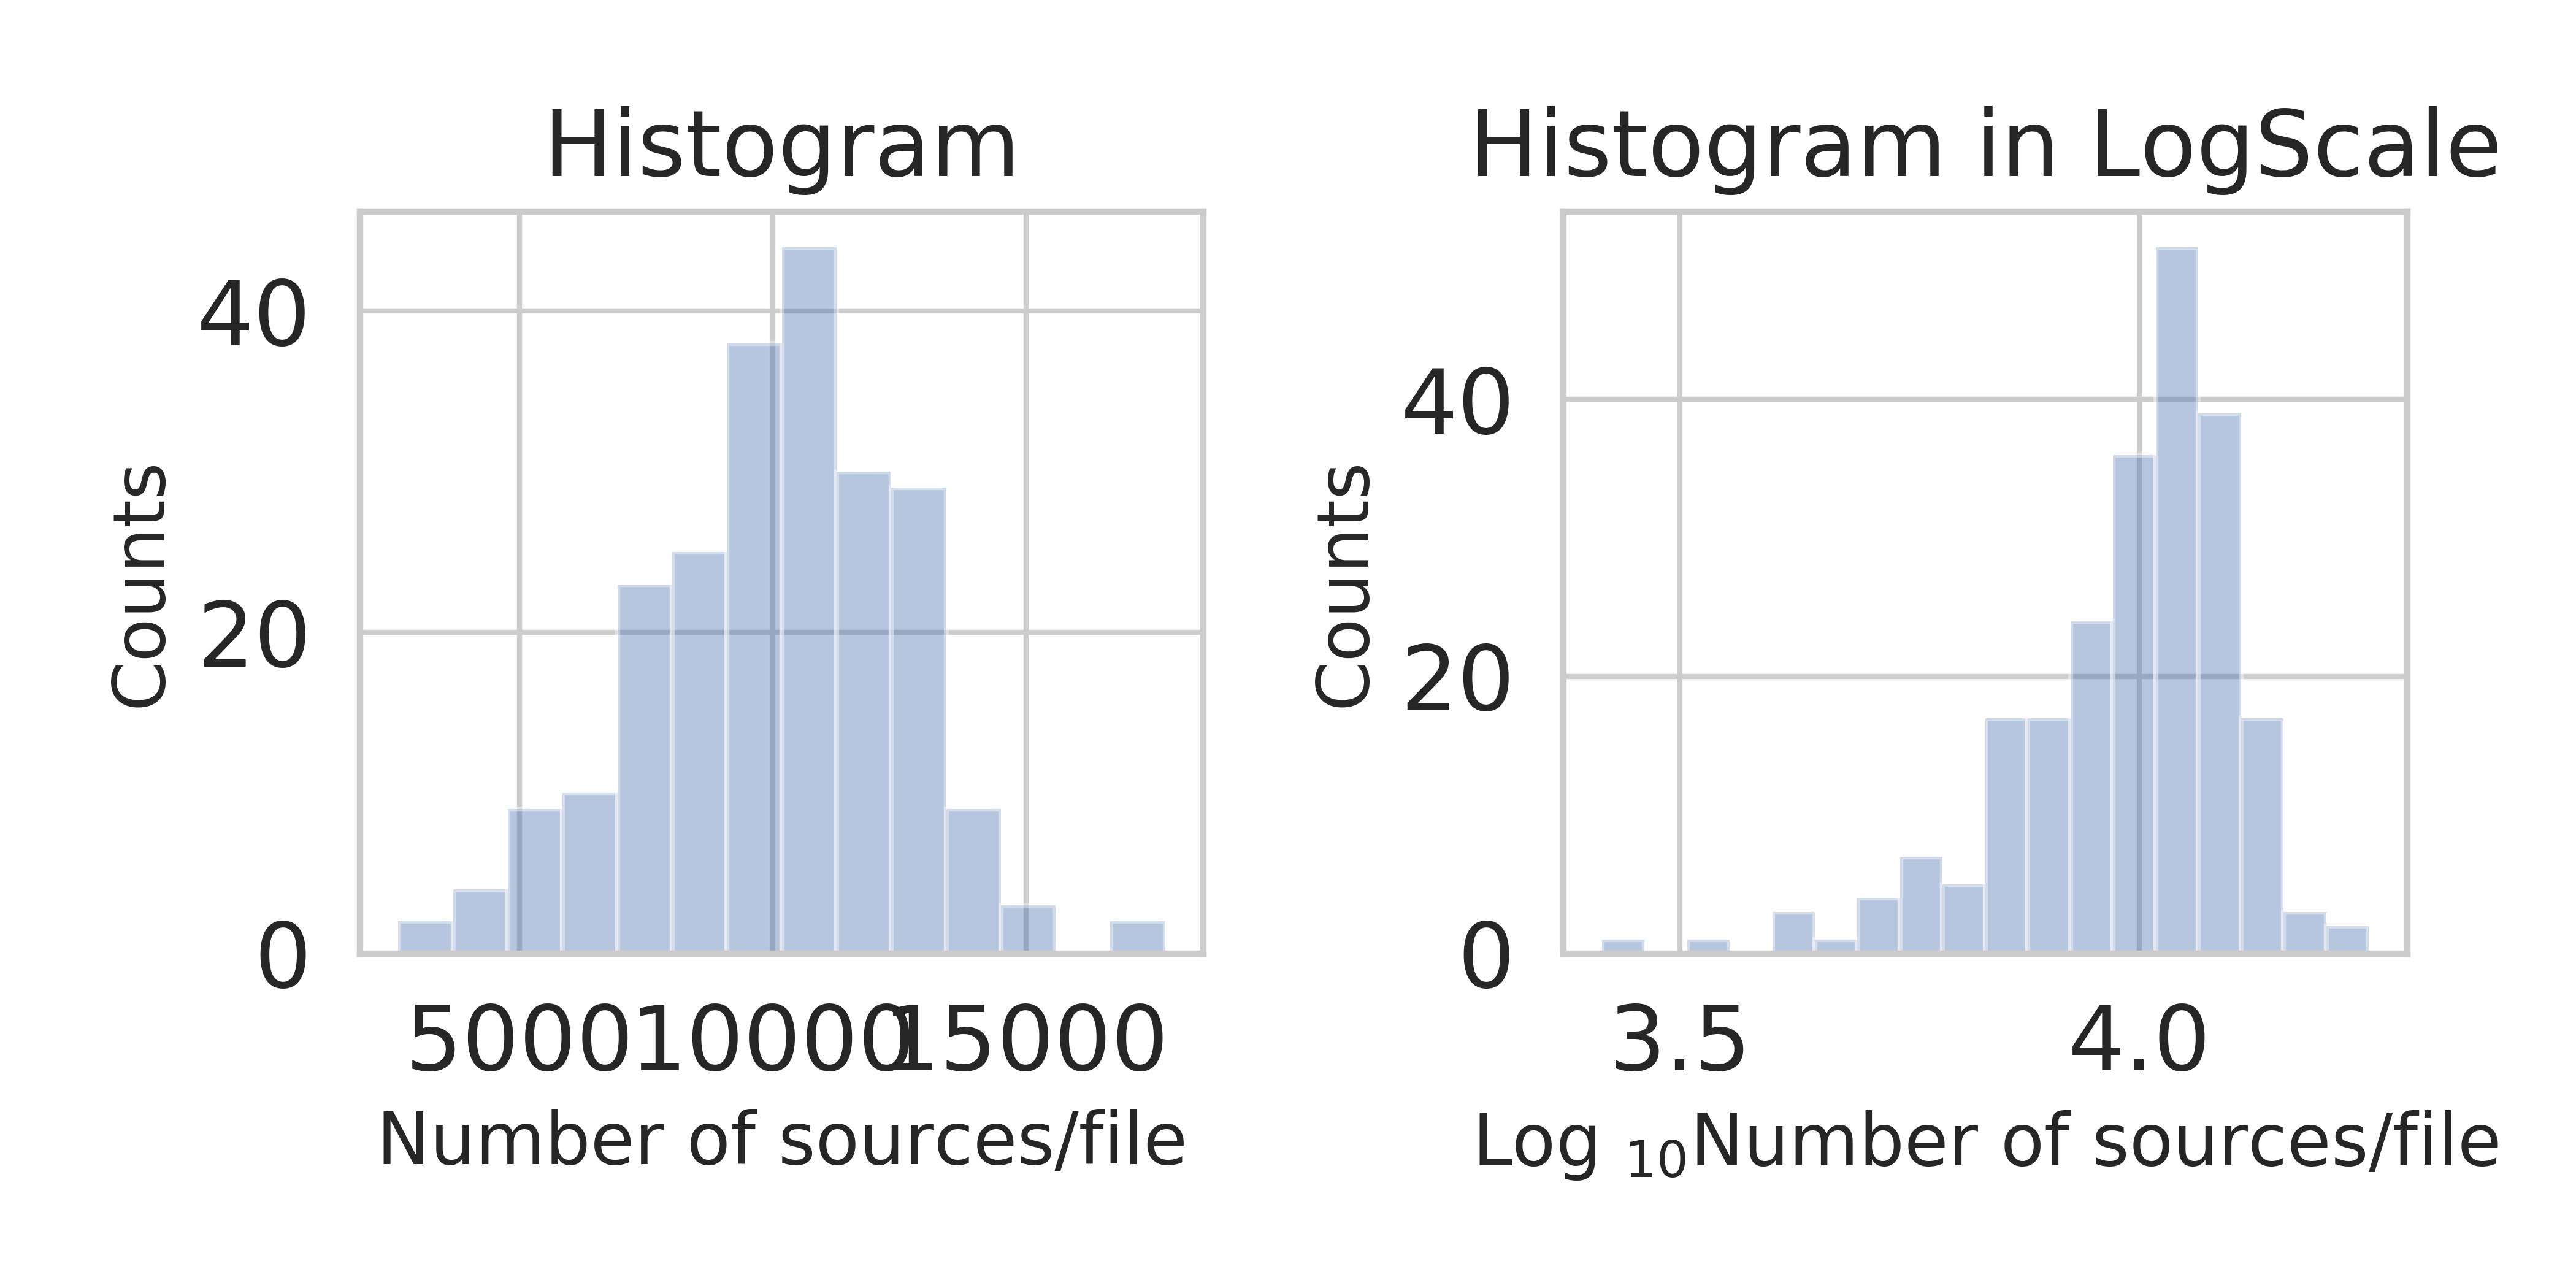 Histogram
Histogram in LogScale
Counts
40
20
0
5000
10000
15000
Number of sources/file
Counts
40
20
0
3.5
4.0
Log 10Number of sources/file